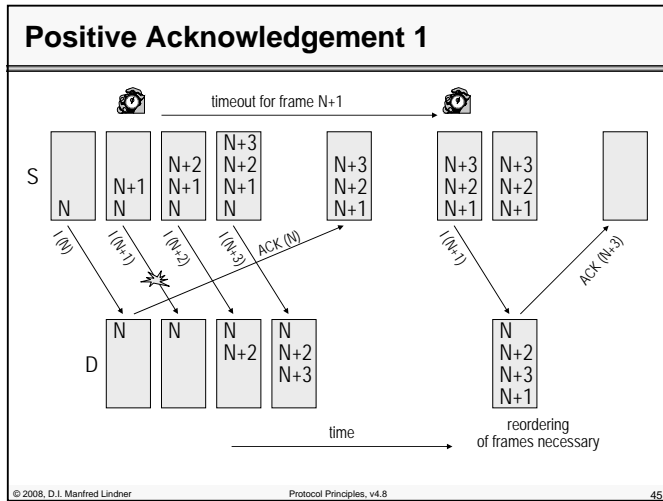 Positive Acknowledgement 1
timeout for frame N+1
S
N
N+1
N
N+2
N+1
N
N+3
N+2
N+1
N
N+3
N+2
N+1
N+3
N+2
N+1
N+3
N+2
N+1
I (N)
I (N+1)
I (N+2)
I (N+3)
ACK (N)
I (N+1)
ACK (N+3)
D
N
N
N
N+2
N
N+2
N+3
N
N+2
N+3
N+1
time
reordering
of frames necessary
© 2008, D.I. Manfred Lindner
Protocol Principles, v4.8
45